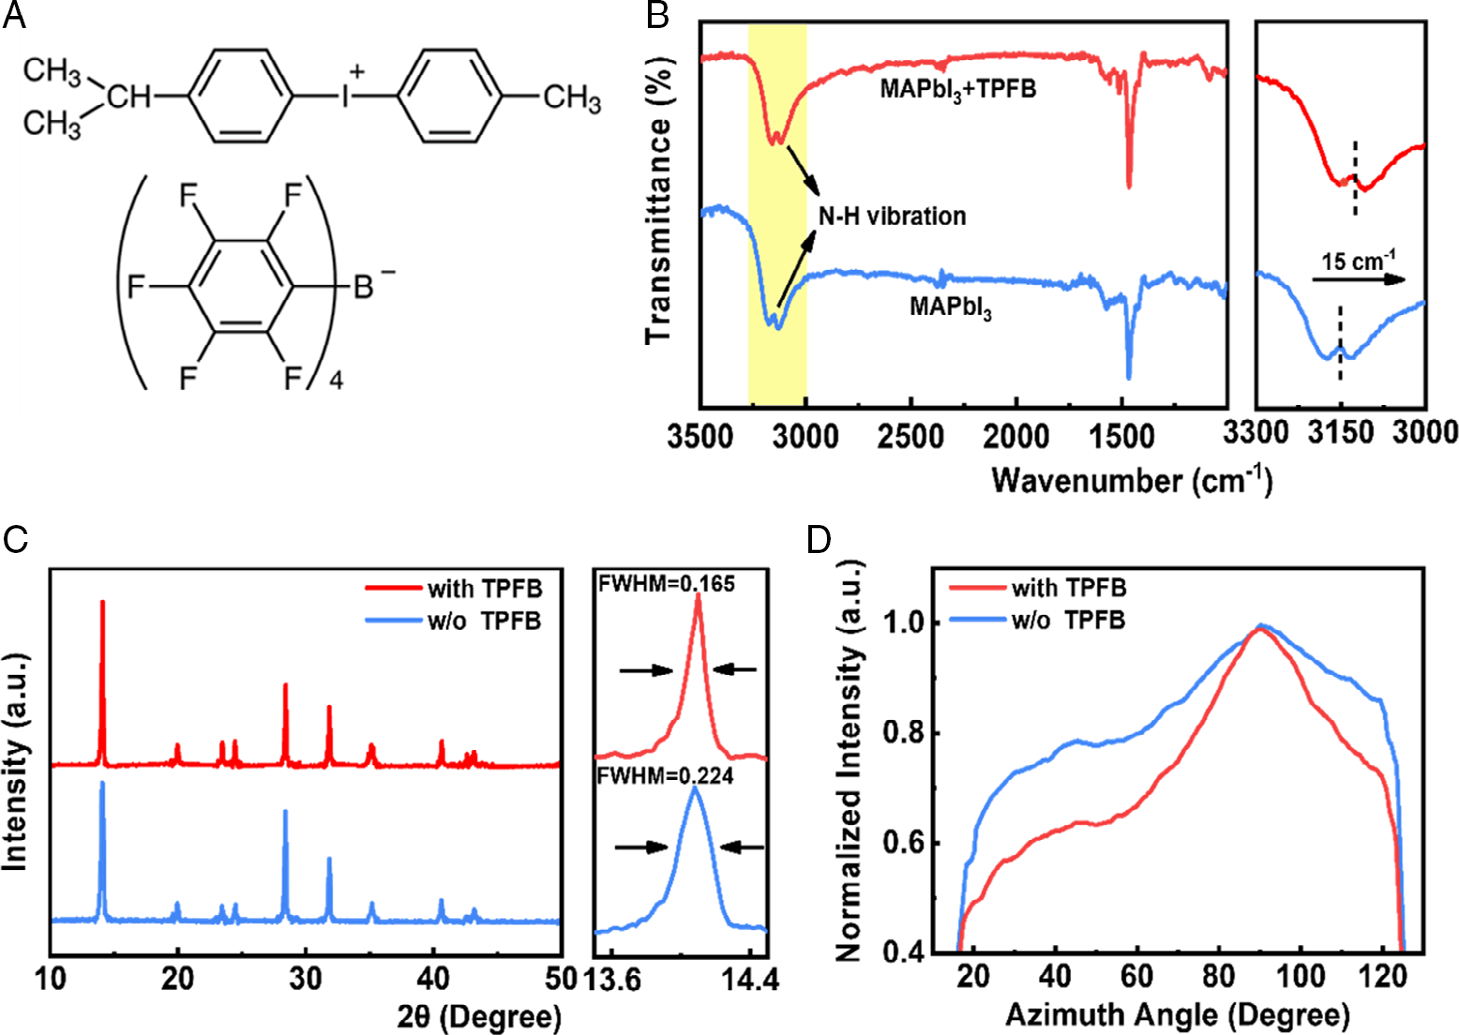 A
CH₃
CH₃
CH
I
+
CH₃
F
F
F
F
F
B⁻
4
B
Transmittance (%)
MAPbI₃+TPFB
N-H vibration
MAPbI₃
15 cm⁻¹
3500 3000 2500 2000 1500
3300 3150 3000
Wavenumber (cm⁻¹)
C
Intensity (a.u.)
with TPFB
w/o TPFB
FWHM=0.165
FWHM=0.224
10 20 30 40 50
13.6 14.4
2θ (Degree)
D
Normalized Intensity (a.u.)
with TPFB
w/o TPFB
1.0
0.8
0.6
0.4
20 40 60 80 100 120
Azimuth Angle (Degree)